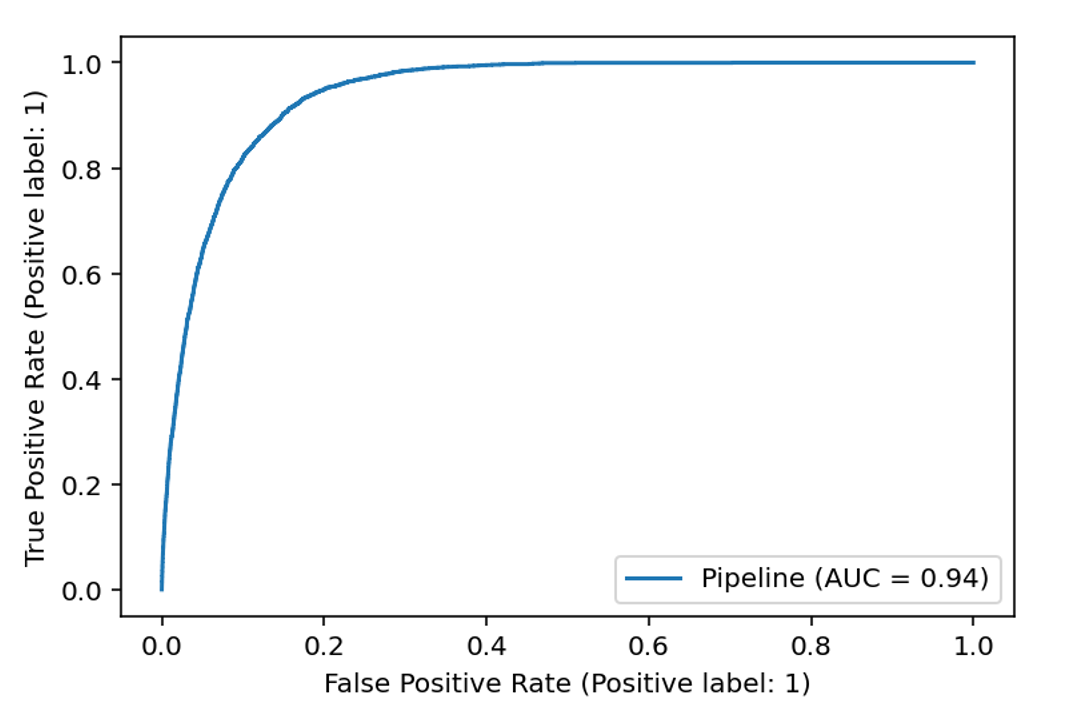 True Positive Rate (Positive label: 1)
1.0
0.8
0.6
0.4
0.2
0.0
Pipeline (AUC = 0.94)
0.0 0.2 0.4 0.6 0.8 1.0
False Positive Rate (Positive label: 1)